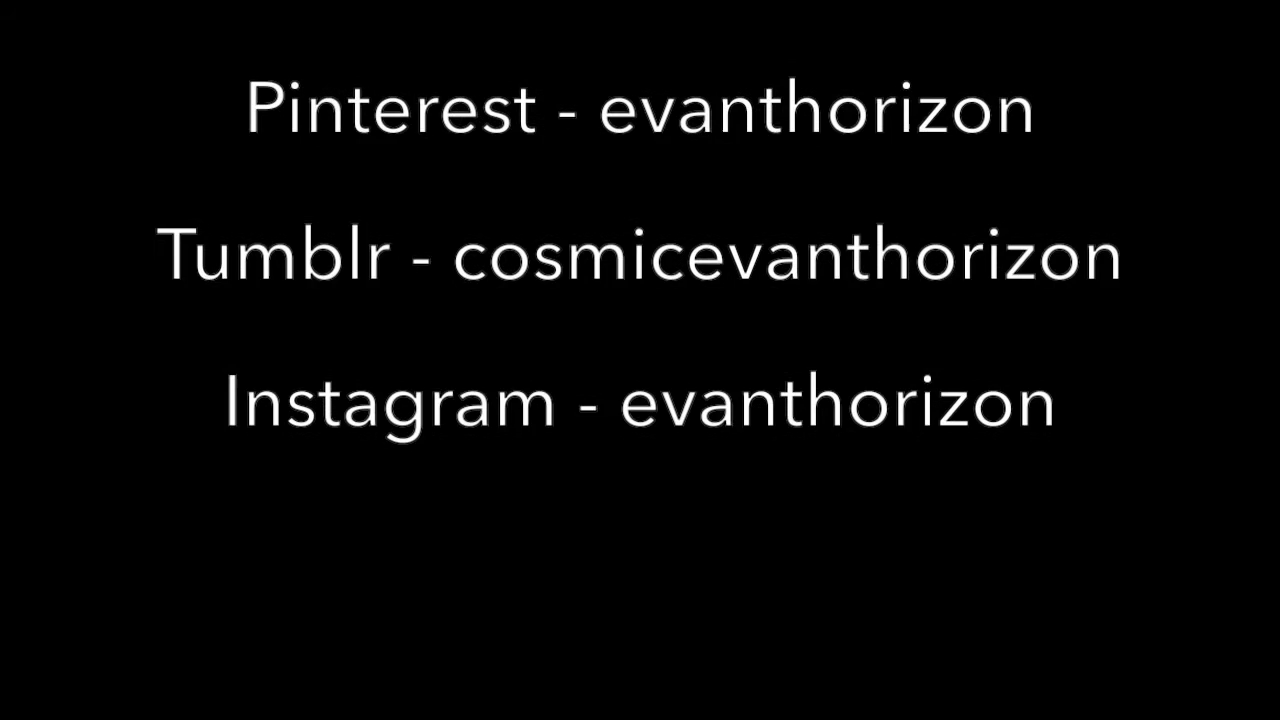 Pinterest - evanthorizon
Tumblr - cosmicevanthorizon
Instagram - evanthorizon